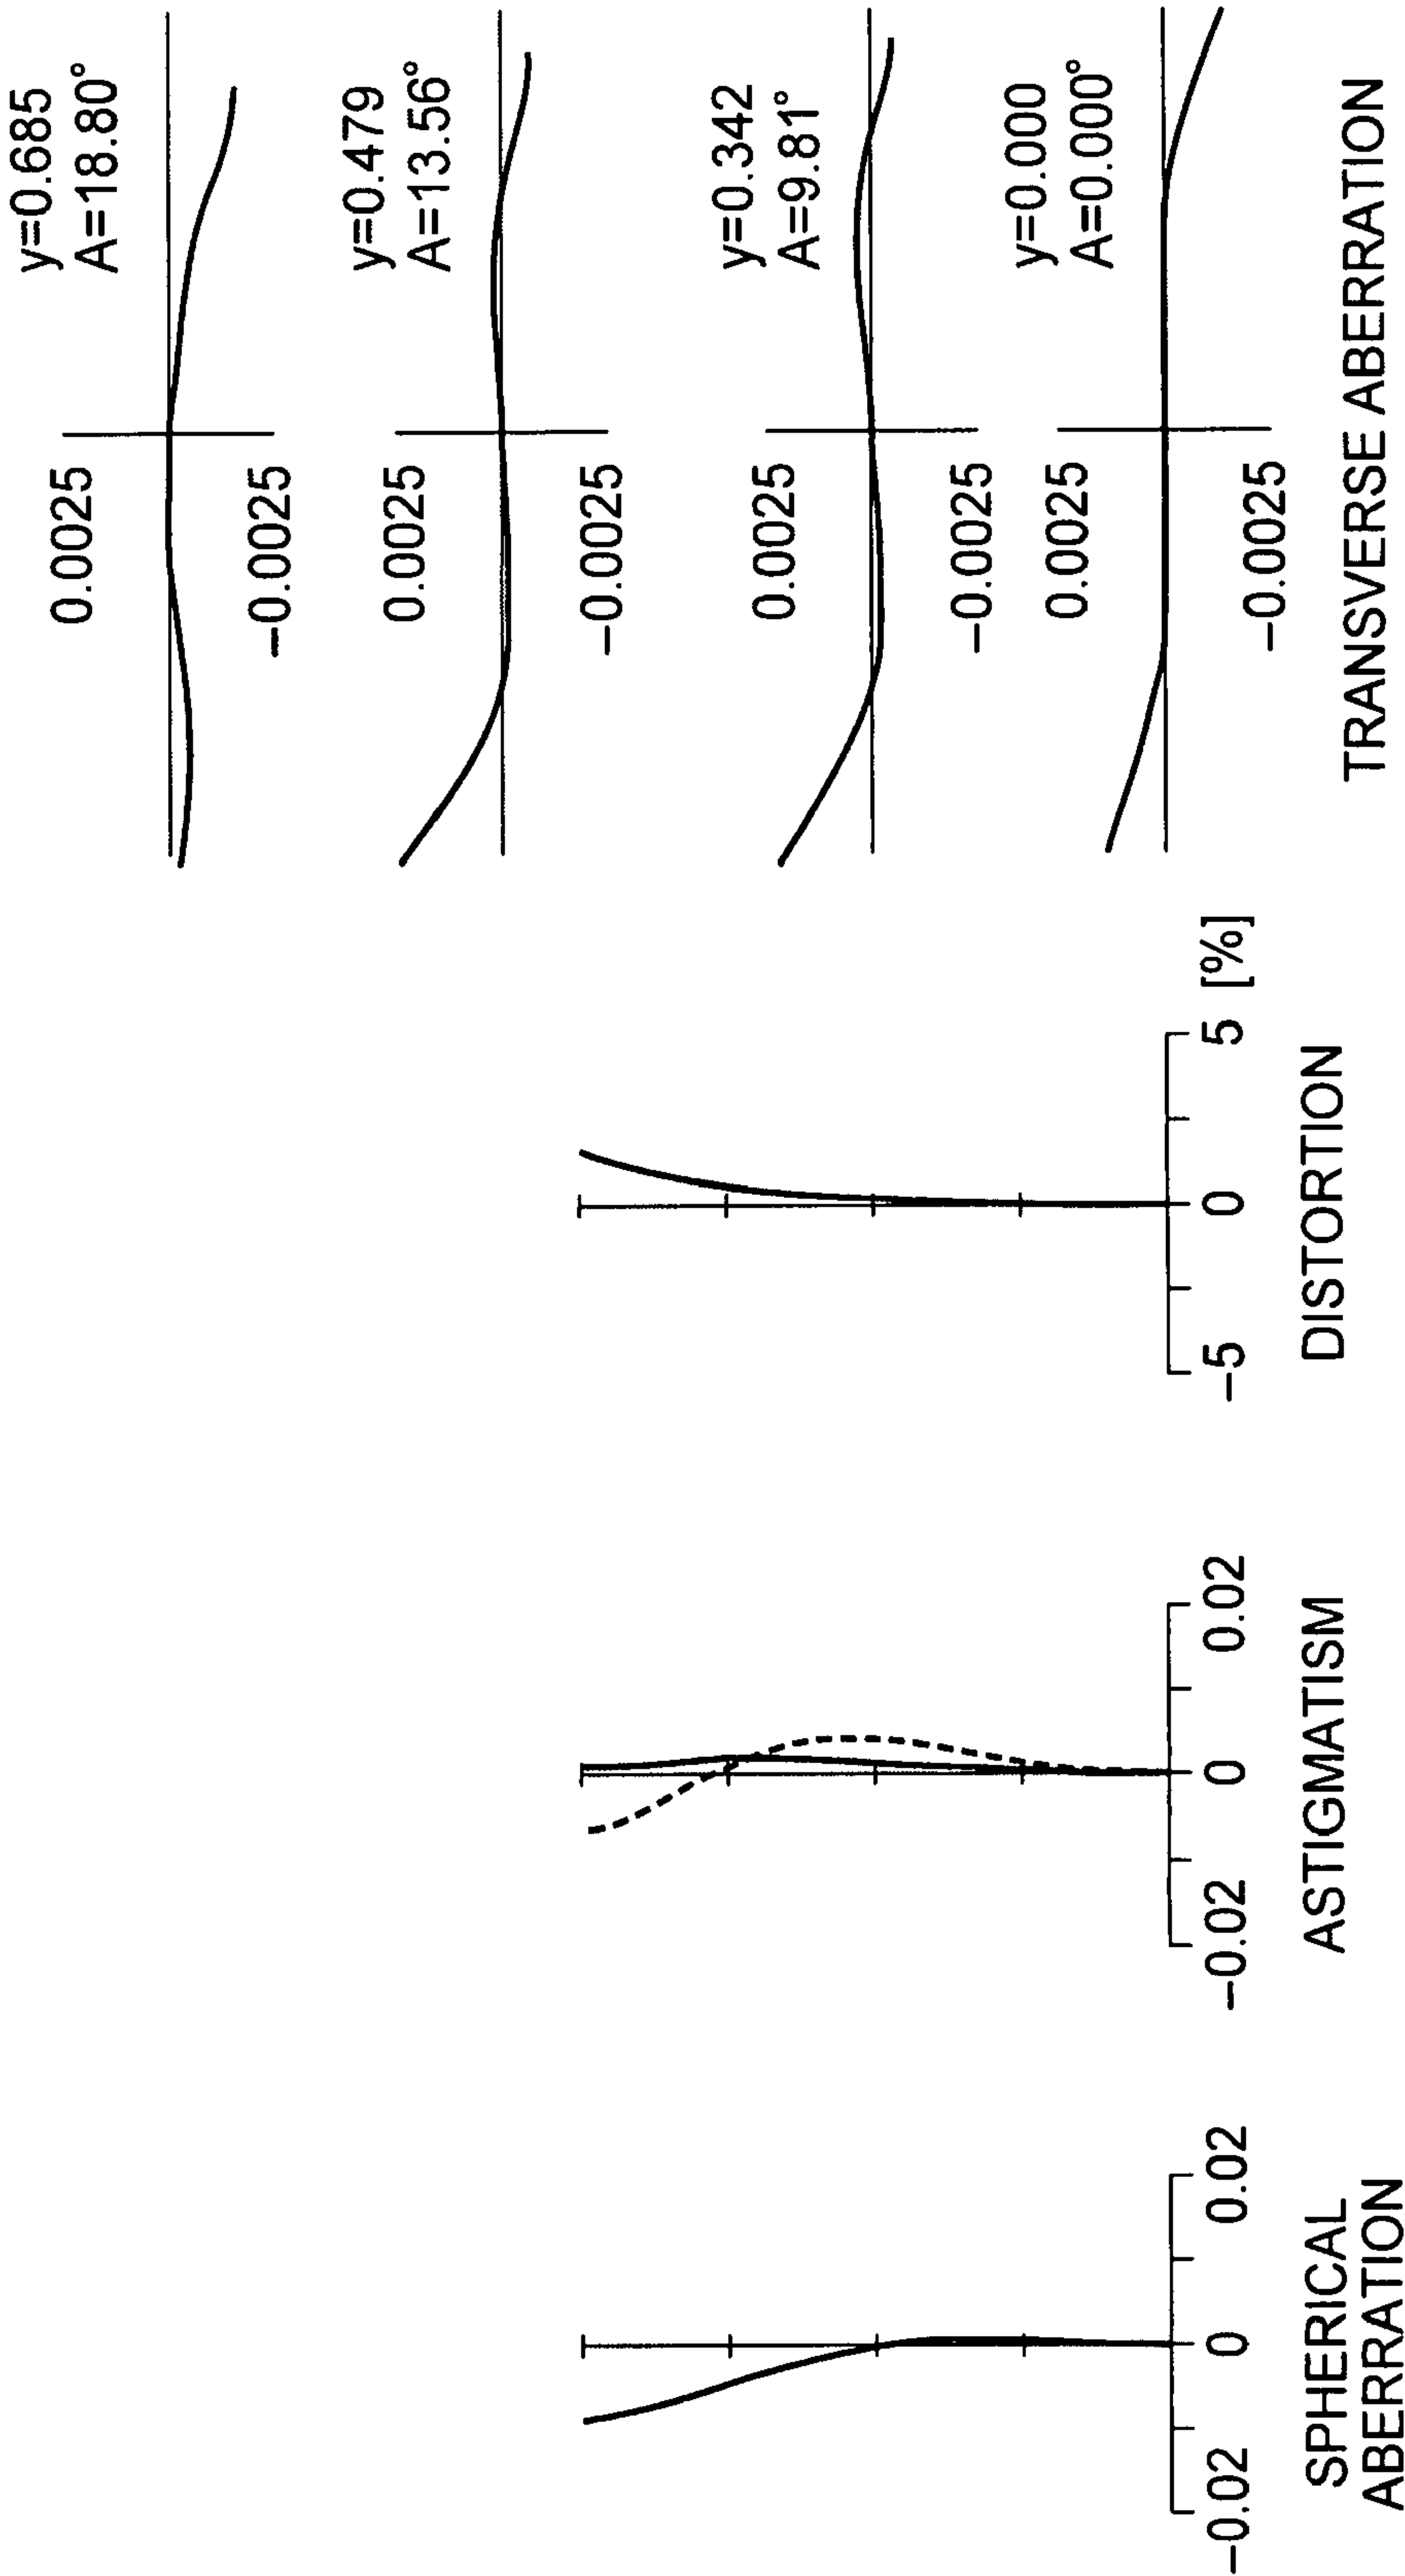 -0.02
0
0.02
SPHERICAL
ABERRATION
-0.02
0
0.02
ASTIGMATISM
-5
0
5
[%]
DISTORTION
y=0.685
A=18.80°
0.0025
-0.0025
y=0.479
A=13.56°
0.0025
-0.0025
y=0.342
A=9.81°
0.0025
-0.0025
y=0.000
A=0.000°
0.0025
-0.0025
TRANSVERSE ABERRATION